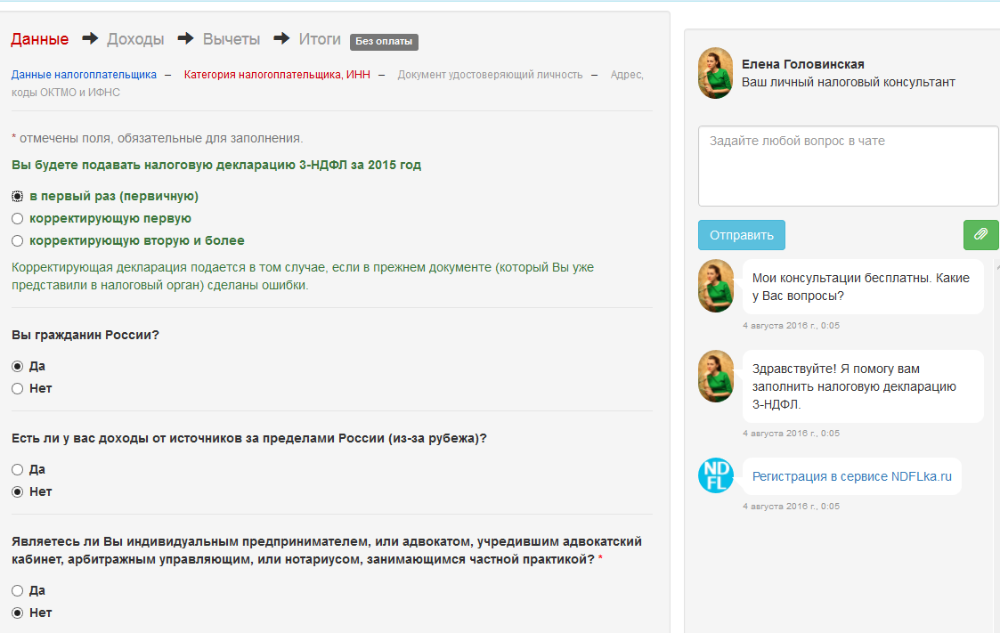 Данные → Доходы → Вычеты → Итоги Без оплаты
Данные налогоплательщика – Категория налогоплательщика, ИНН – Документ удостоверяющий личность – Адрес,
коды ОКТМО и ИФНС
* отмечены поля, обязательные для заполнения.
Вы будете подавать налоговую декларацию 3-НДФЛ за 2015 год
в первый раз (первичную)
корректирующую первую
корректирующую вторую и более
Корректирующая декларация подается в том случае, если в прежнем документе (который Вы уже
представили в налоговый орган) сделаны ошибки.
Вы гражданин России?
Да
Нет
Есть ли у вас доходы от источников за пределами России (из-за рубежа)?
Да
Нет
Являетесь ли Вы индивидуальным предпринимателем, или адвокатом, учредившим адвокатский
кабинет, арбитражным управляющим, или нотариусом, занимающимся частной практикой? *
Да
Нет
Елена Головинская
Ваш личный налоговый консультант
Задайте любой вопрос в чате
Отправить
Мои консультации бесплатны. Какие
у Вас вопросы?
4 августа 2016 г., 0:05
Здравствуйте! Я помогу вам
заполнить налоговую декларацию
3-НДФЛ.
4 августа 2016 г., 0:05
ND
FL
Регистрация в сервисе NDFLka.ru
4 августа 2016 г., 0:05